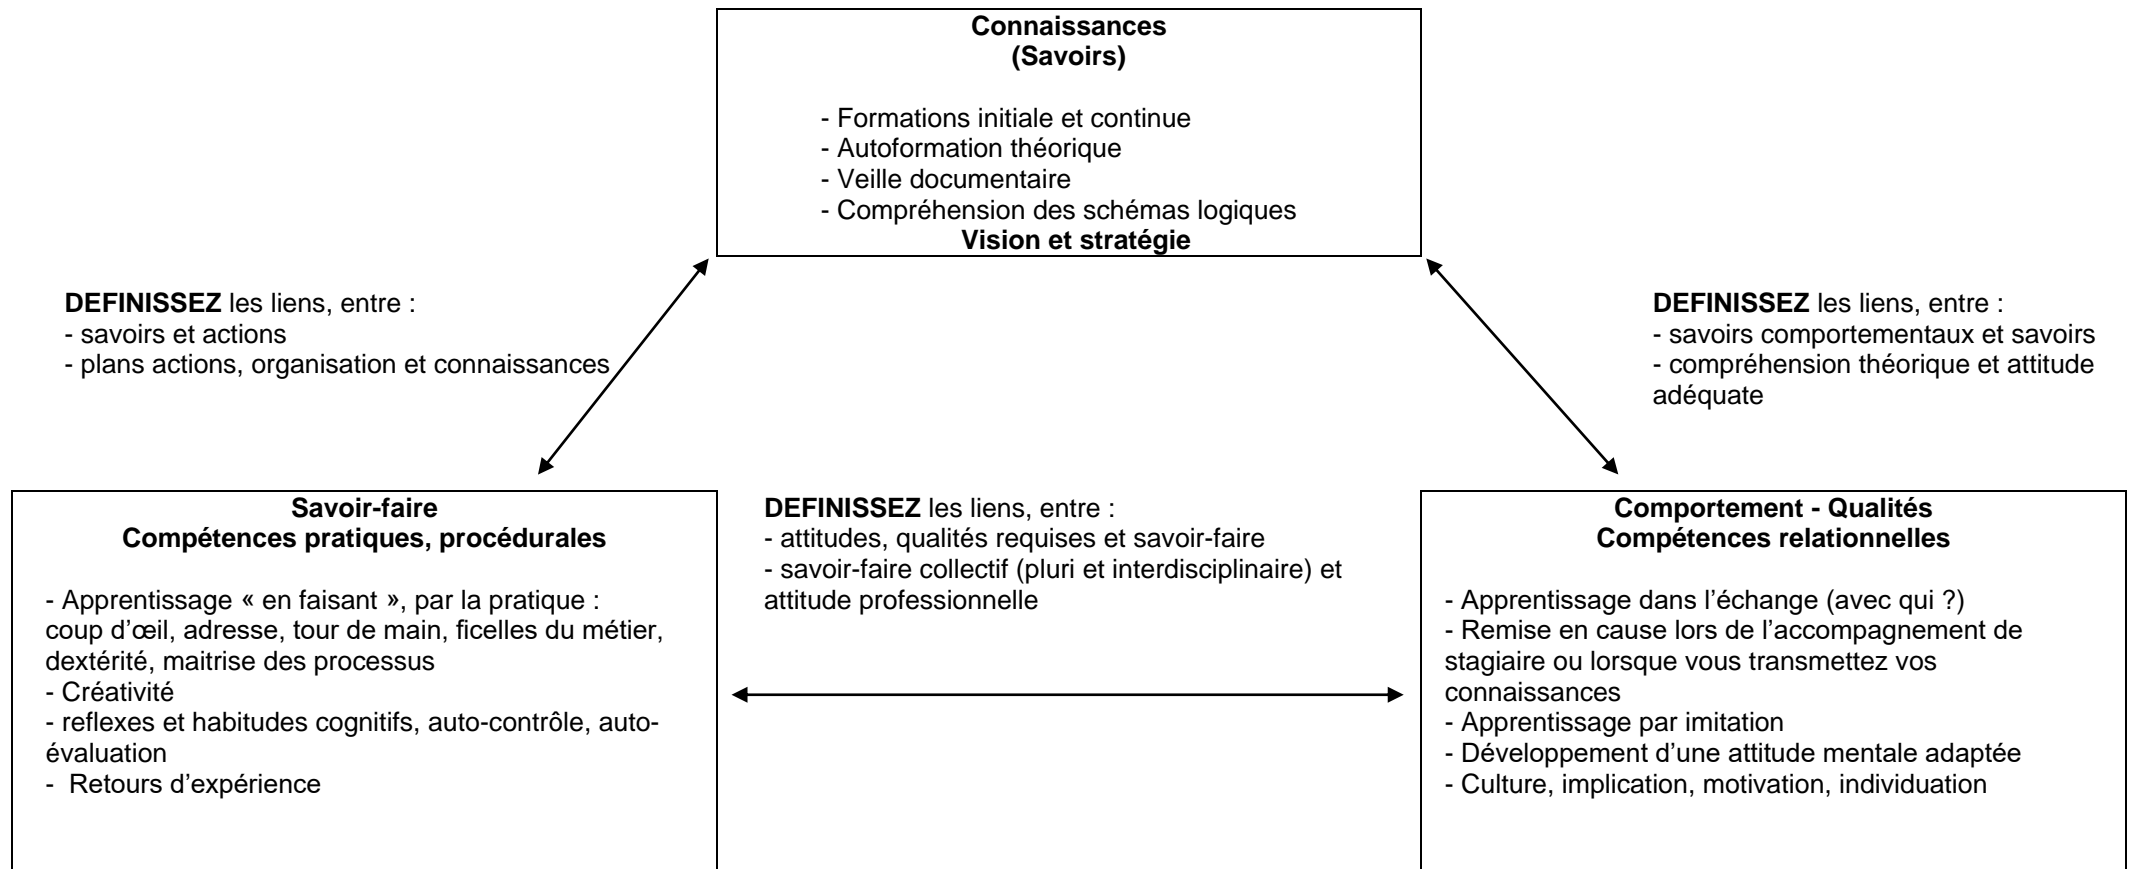 Connaissances
(Savoirs)
- Formations initiale et continue
- Autoformation théorique
- Veille documentaire
- Compréhension des schémas logiques
Vision et stratégie
DEFINISSEZ les liens, entre :
- savoirs et actions
- plans actions, organisation et connaissances
DEFINISSEZ les liens, entre :
- savoirs comportementaux et savoirs
- compréhension théorique et attitude
adéquate
Savoir-faire
Compétences pratiques, procédurales
- Apprentissage « en faisant », par la pratique :
coup d’œil, adresse, tour de main, ficelles du métier,
dextérité, maitrise des processus
- Créativité
- reflexes et habitudes cognitifs, auto-contrôle, auto-
évaluation
- Retours d’expérience
DEFINISSEZ les liens, entre :
- attitudes, qualités requises et savoir-faire
- savoir-faire collectif (pluri et interdisciplinaire) et
attitude professionnelle
Comportement - Qualités
Compétences relationnelles
- Apprentissage dans l’échange (avec qui ?)
- Remise en cause lors de l’accompagnement de
stagiaire ou lorsque vous transmettez vos
connaissances
- Apprentissage par imitation
- Développement d’une attitude mentale adaptée
- Culture, implication, motivation, individuation